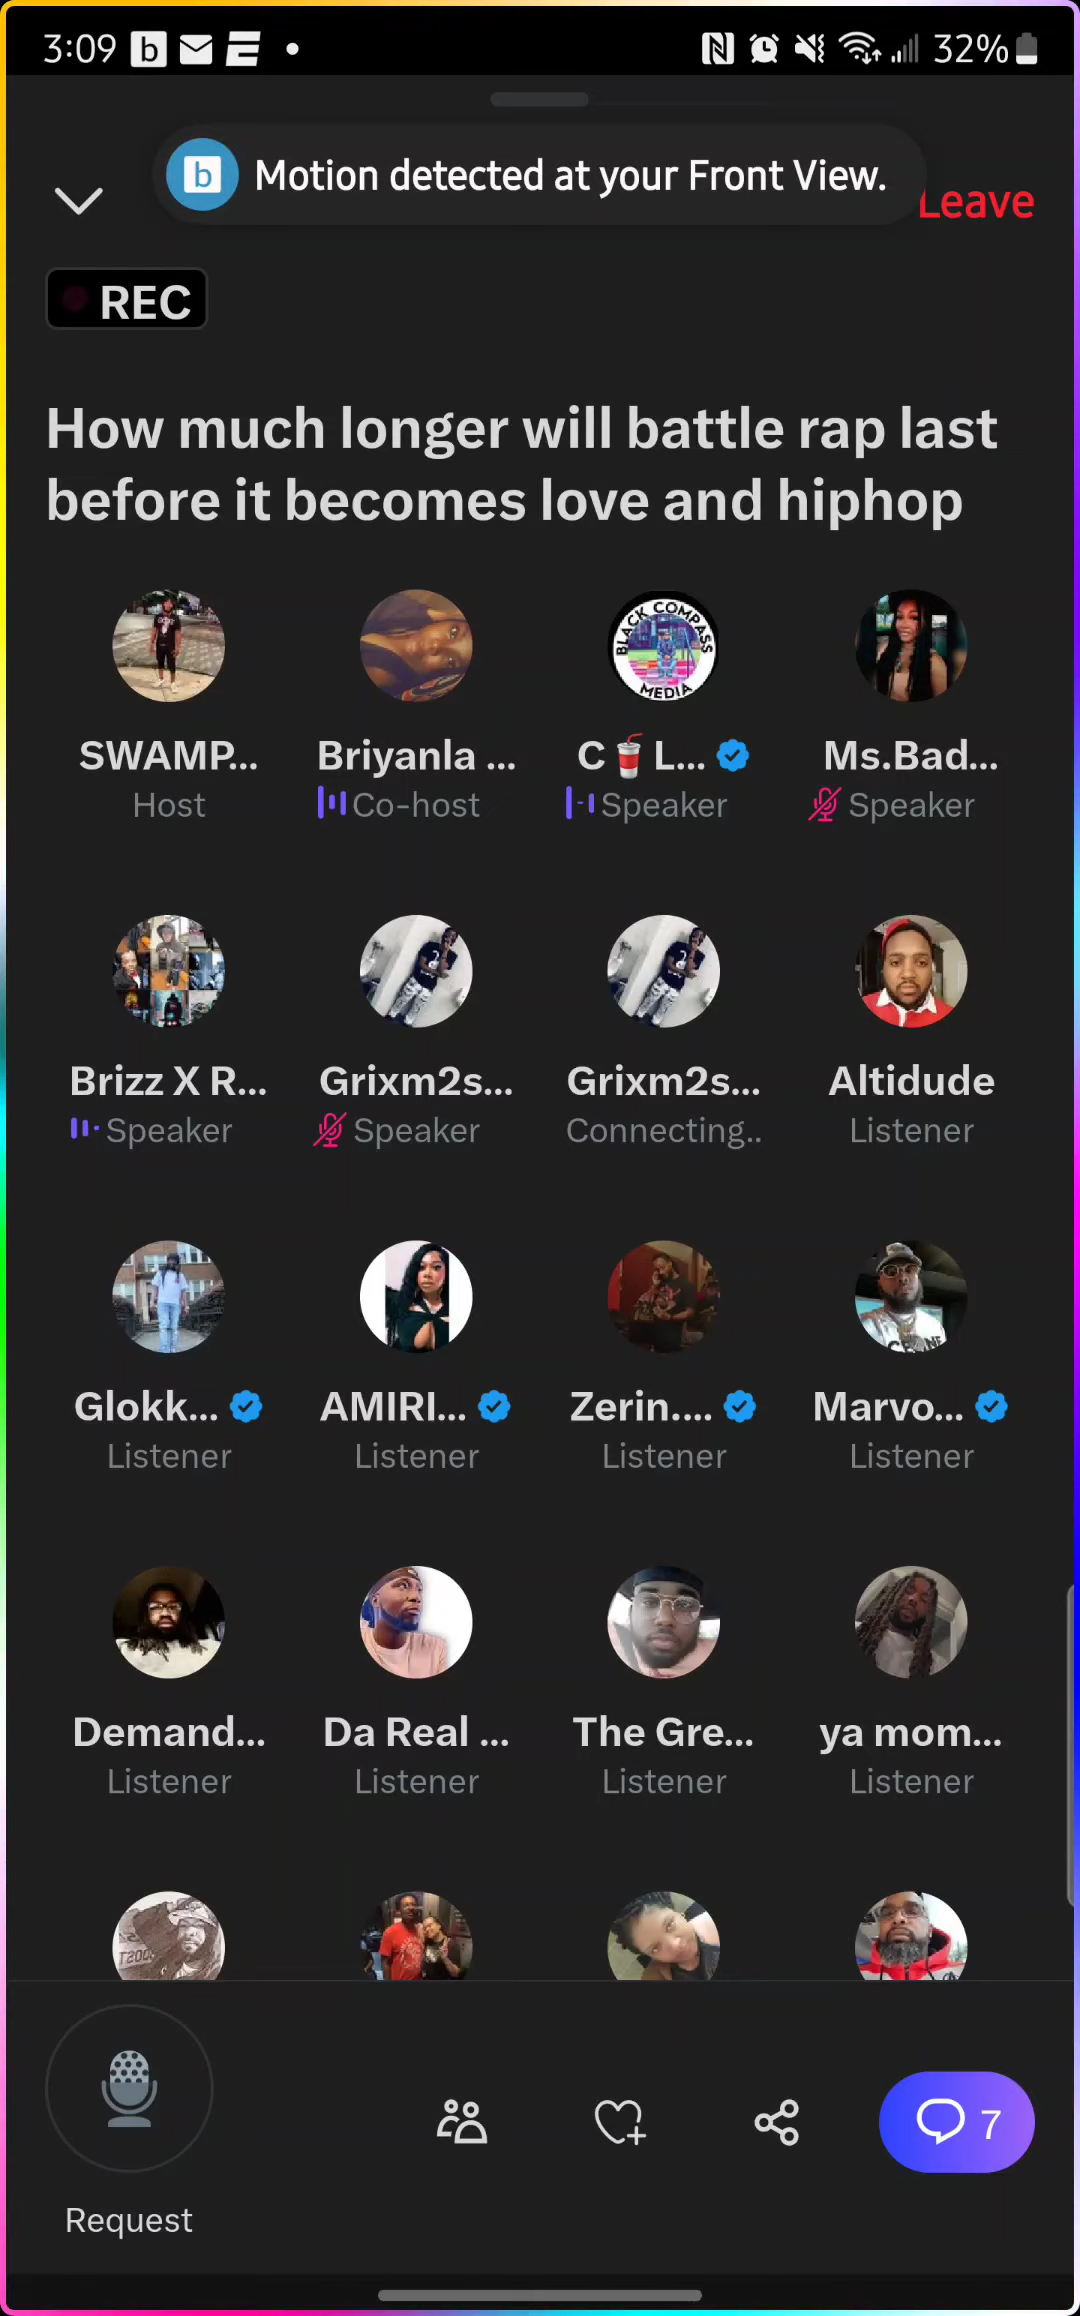 3:09 b 32%
b Motion detected at your Front View.
Leave
REC
How much longer will battle rap last
before it becomes love and hiphop
BLACK COMPASS MEDIA
SWAMP... Briyanla ... C🥤L... Ms.Bad...
Host Co-host Speaker Speaker
Brizz X R... Grixm2s... Grixm2s... Altidude
Speaker Speaker Connecting.. Listener
Glokk... AMIRI... Zerin.... Marvo...
Listener Listener Listener Listener
Demand... Da Real ... The Gre... ya mom...
Listener Listener Listener Listener
7
Request